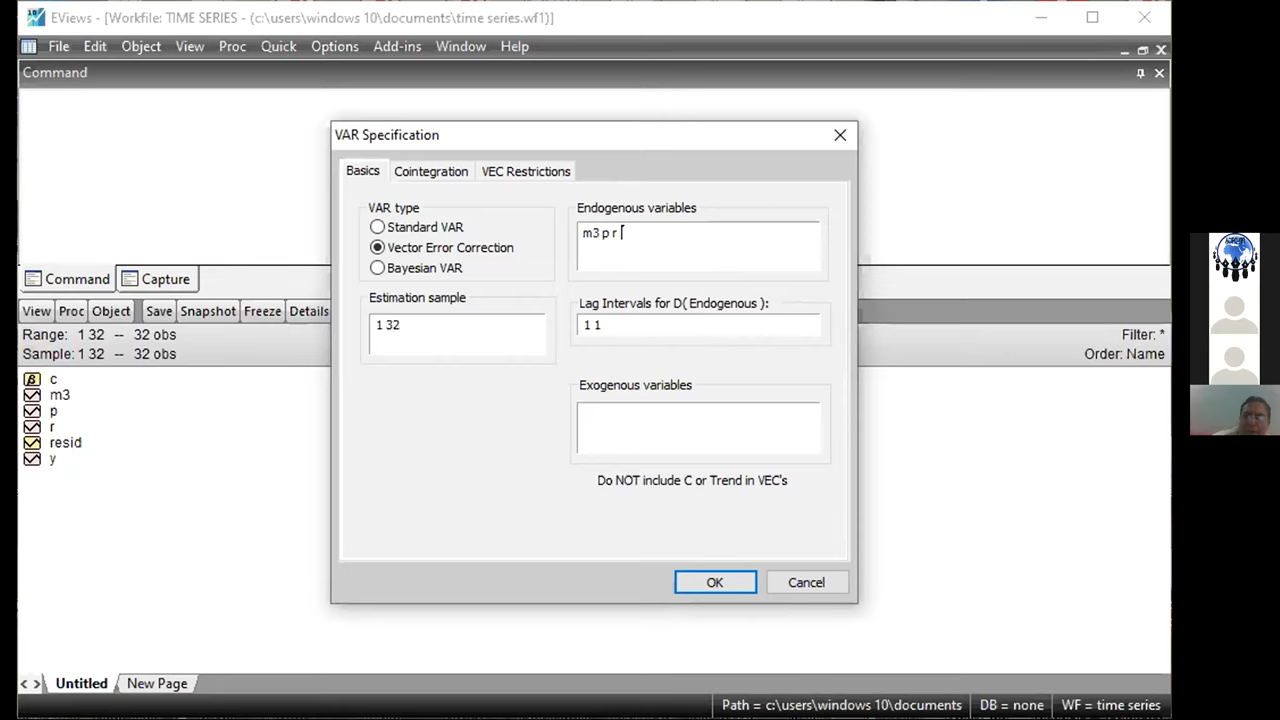 EViews - [Workfile: TIME SERIES - (c:\users\windows 10\documents\time series.wf1)]
File Edit Object View Proc Quick Options Add-ins Window Help
Command
VAR Specification
Basics Cointegration VEC Restrictions
VAR type
Standard VAR
Vector Error Correction
Bayesian VAR
Endogenous variables
m3 p r
Estimation sample
1 32
Lag Intervals for D( Endogenous ):
1 1
Exogenous variables
Do NOT include C or Trend in VEC's
OK Cancel
Command Capture
View Proc Object Save Snapshot Freeze Details
Range: 1 32 -- 32 obs
Filter: *
Sample: 1 32 -- 32 obs
Order: Name
c
m3
p
r
resid
y
Untitled New Page
Path = c:\users\windows 10\documents DB = none WF = time series